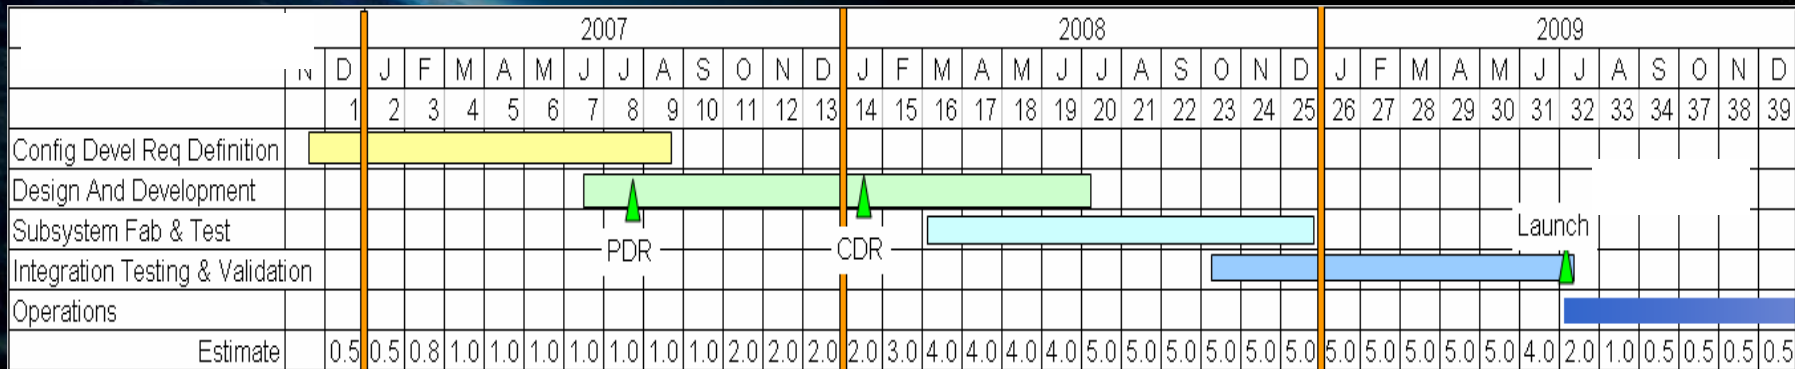 2007 2008 2009
N D J F M A M J J A S O N D J F M A M J J A S O N D J F M A M J J A S O N D
1 2 3 4 5 6 7 8 9 10 11 12 13 14 15 16 17 18 19 20 21 22 23 24 25 26 27 28 29 30 31 32 33 34 37 38 39
Config Devel Req Definition
Design And Development
Subsystem Fab & Test Launch
PDR CDR
Integration Testing & Validation
Operations
Estimate 0.5 0.5 0.8 1.0 1.0 1.0 1.0 1.0 1.0 1.0 2.0 2.0 2.0 2.0 3.0 4.0 4.0 4.0 4.0 5.0 5.0 5.0 5.0 5.0 5.0 5.0 5.0 5.0 5.0 5.0 4.0 2.0 1.0 0.5 0.5 0.5 0.5